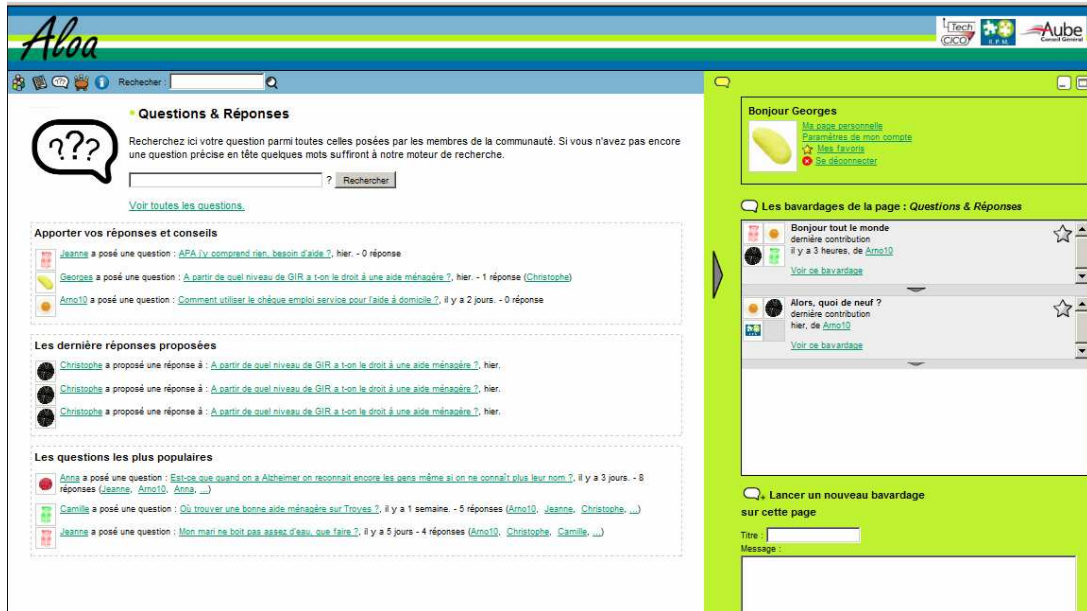 Aloa
Tech
CICO
I.I.P.M.
Aube
Conseil Général
Rechecher :
Questions & Réponses
Recherchez ici votre question parmi toutes celles posées par les membres de la communauté. Si vous n'avez pas encore
une question précise en tête quelques mots suffiront à notre moteur de recherche.
? Rechercher
Voir toutes les questions.
Apporter vos réponses et conseils
Jeanne a posé une question : APA j'y comprend rien, besoin d'aide ?, hier. - 0 réponse
Georges a posé une question : A partir de quel niveau de GIR a t-on le droit à une aide ménagère ?, hier. - 1 réponse (Christophe)
Arno10 a posé une question : Comment utiliser le chèque emploi service pour l'aide à domicile ?, il y a 2 jours. - 0 réponse
Les dernière réponses proposées
Christophe a proposé une réponse à : A partir de quel niveau de GIR a t-on le droit à une aide ménagère ?, hier.
Christophe a proposé une réponse à : A partir de quel niveau de GIR a t-on le droit à une aide ménagère ?, hier.
Christophe a proposé une réponse à : A partir de quel niveau de GIR a t-on le droit à une aide ménagère ?, hier.
Les questions les plus populaires
Anna a posé une question : Est-ce que quand on a Alzheimer on reconnait encore les gens même si on ne connaît plus leur nom ?, il y a 3 jours. - 8
réponses (Jeanne, Arno10, Anna, ...)
Camille a posé une question : Où trouver une bonne aide ménagère sur Troyes ?, il y a 1 semaine. - 5 réponses (Arno10, Jeanne, Christophe, ...)
Jeanne a posé une question : Mon mari ne boit pas assez d'eau, que faire ?, il y a 5 jours - 4 réponses (Arno10, Christophe, Camille, ...)
Bonjour Georges
Ma page personnelle
Paramètres de mon compte
Mes favoris
Se déconnecter
Les bavardages de la page : Questions & Réponses
Bonjour tout le monde
dernière contribution
il y a 3 heures, de Arno10
Voir ce bavardage
Alors, quoi de neuf ?
dernière contribution
hier, de Arno10
Voir ce bavardage
Lancer un nouveau bavardage
sur cette page
Titre :
Message :